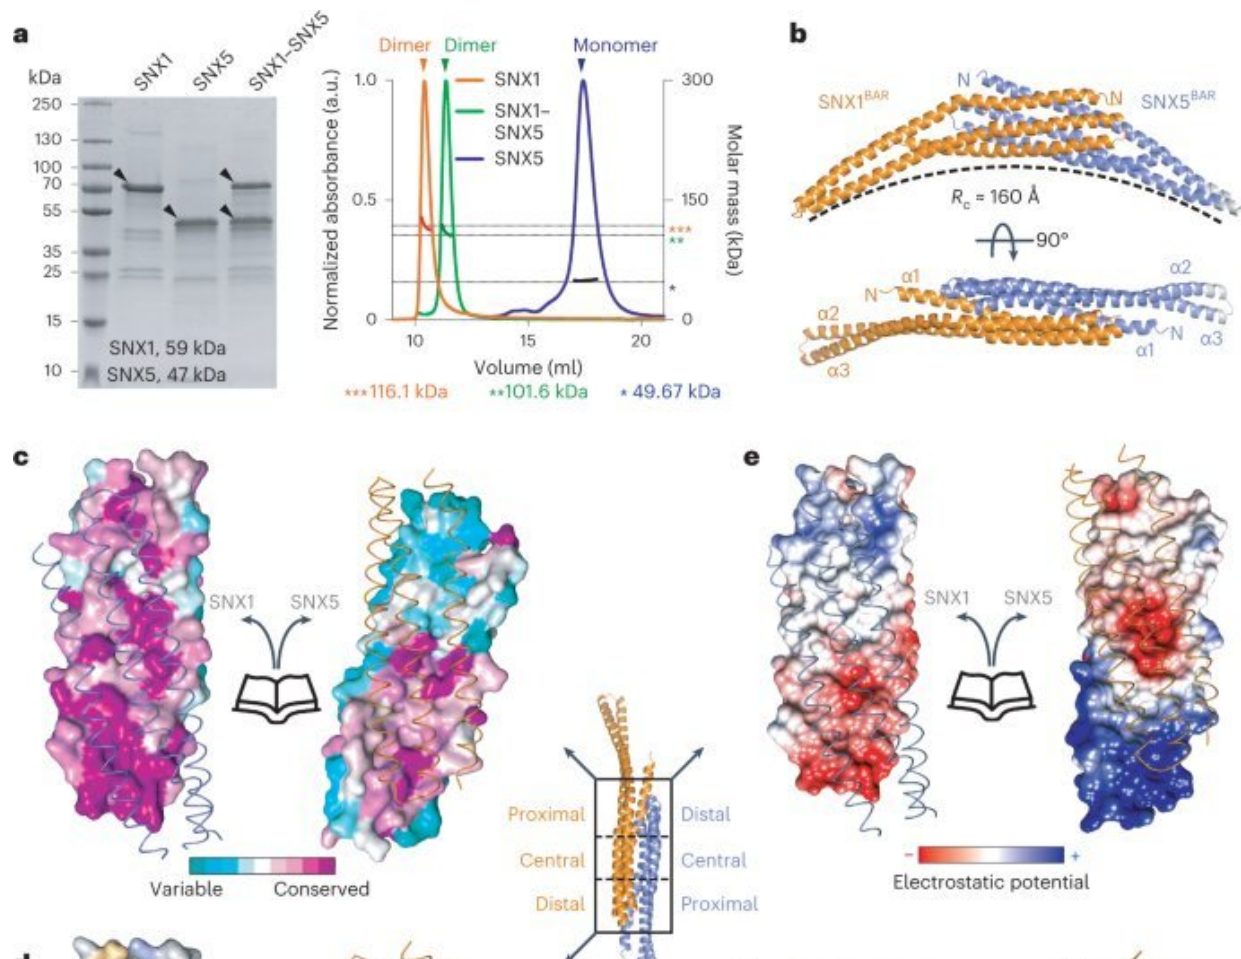 a
kDa
SNX1
SNX5
SNX1–SNX5
250
130
100
70
55
35
25
15
10
SNX1, 59 kDa
SNX5, 47 kDa
Dimer
Dimer
Monomer
Normalized absorbance (a.u.)
1.0
0.5
0
SNX1
SNX1–
SNX5
SNX5
300
150
0
Molar mass (kDa)
***
**
*
10
15
20
Volume (ml)
***116.1 kDa
**101.6 kDa
* 49.67 kDa
b
SNX1BAR
N
N
SNX5BAR
Rc = 160 Å
90°
α1
α2
N
α2
N
α3
α1
α3
c
SNX1
SNX5
Variable
Conserved
Proximal
Distal
Central
Central
Distal
Proximal
e
SNX1
SNX5
–
+
Electrostatic potential